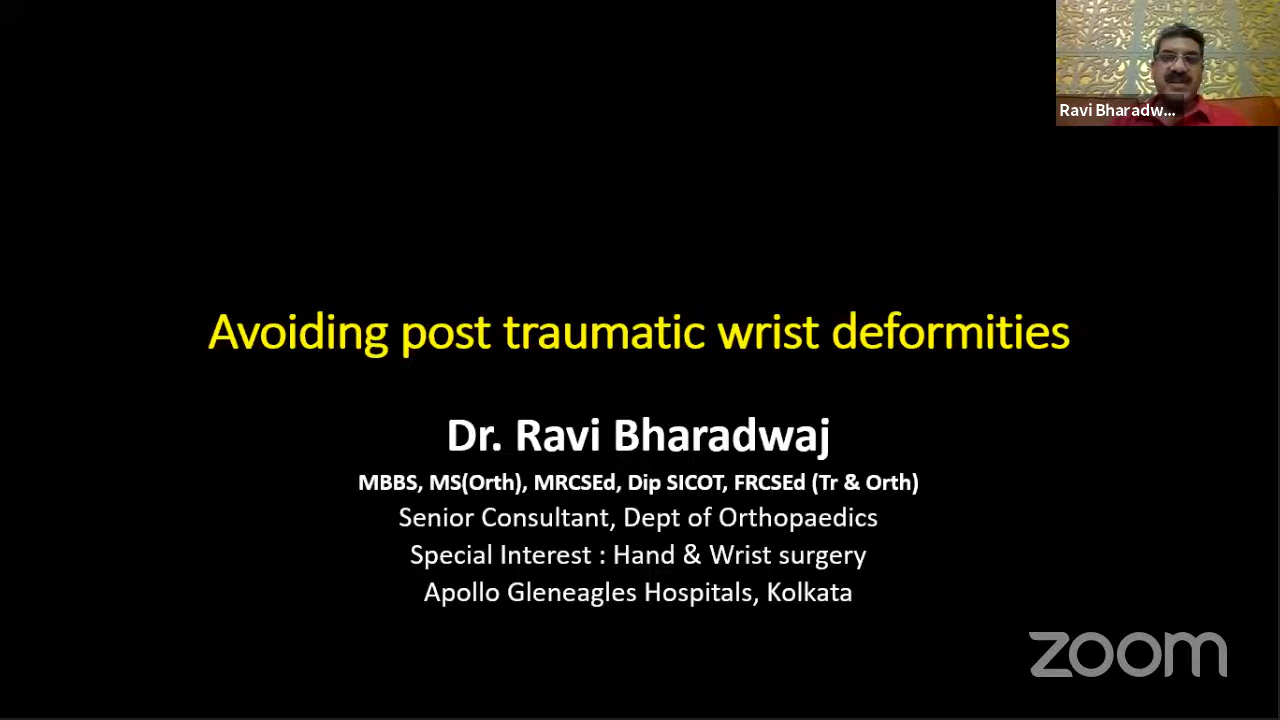 Ravi Bharadw...
Avoiding post traumatic wrist deformities
Dr. Ravi Bharadwaj
MBBS, MS(Orth), MRCSEd, Dip SICOT, FRCSEd (Tr & Orth)
Senior Consultant, Dept of Orthopaedics
Special Interest : Hand & Wrist surgery
Apollo Gleneagles Hospitals, Kolkata
zoom